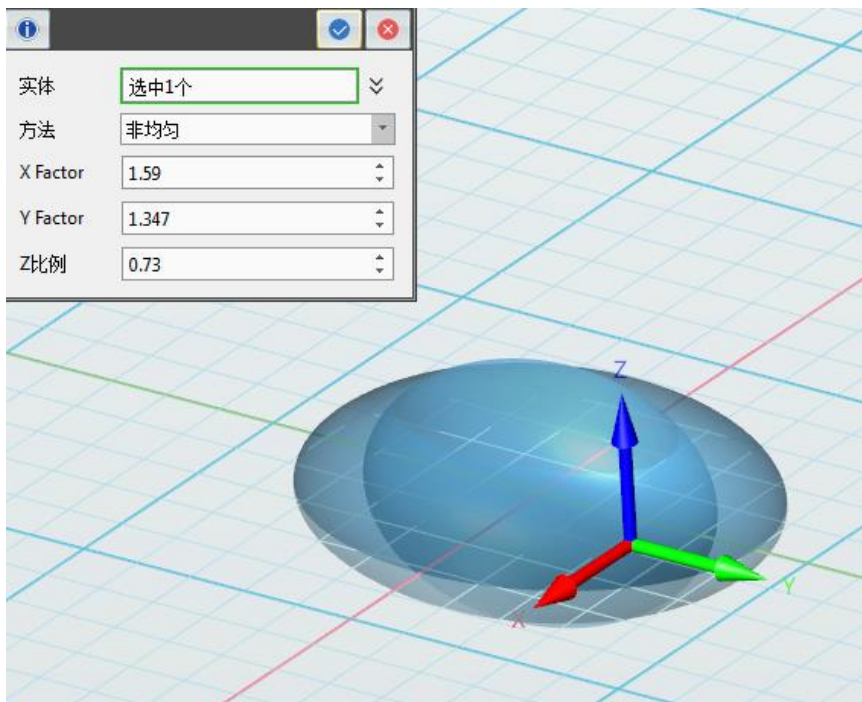 实体 选中1个
方法 非均匀
X Factor 1.59
Y Factor 1.347
Z比例 0.73
Z
Y
X